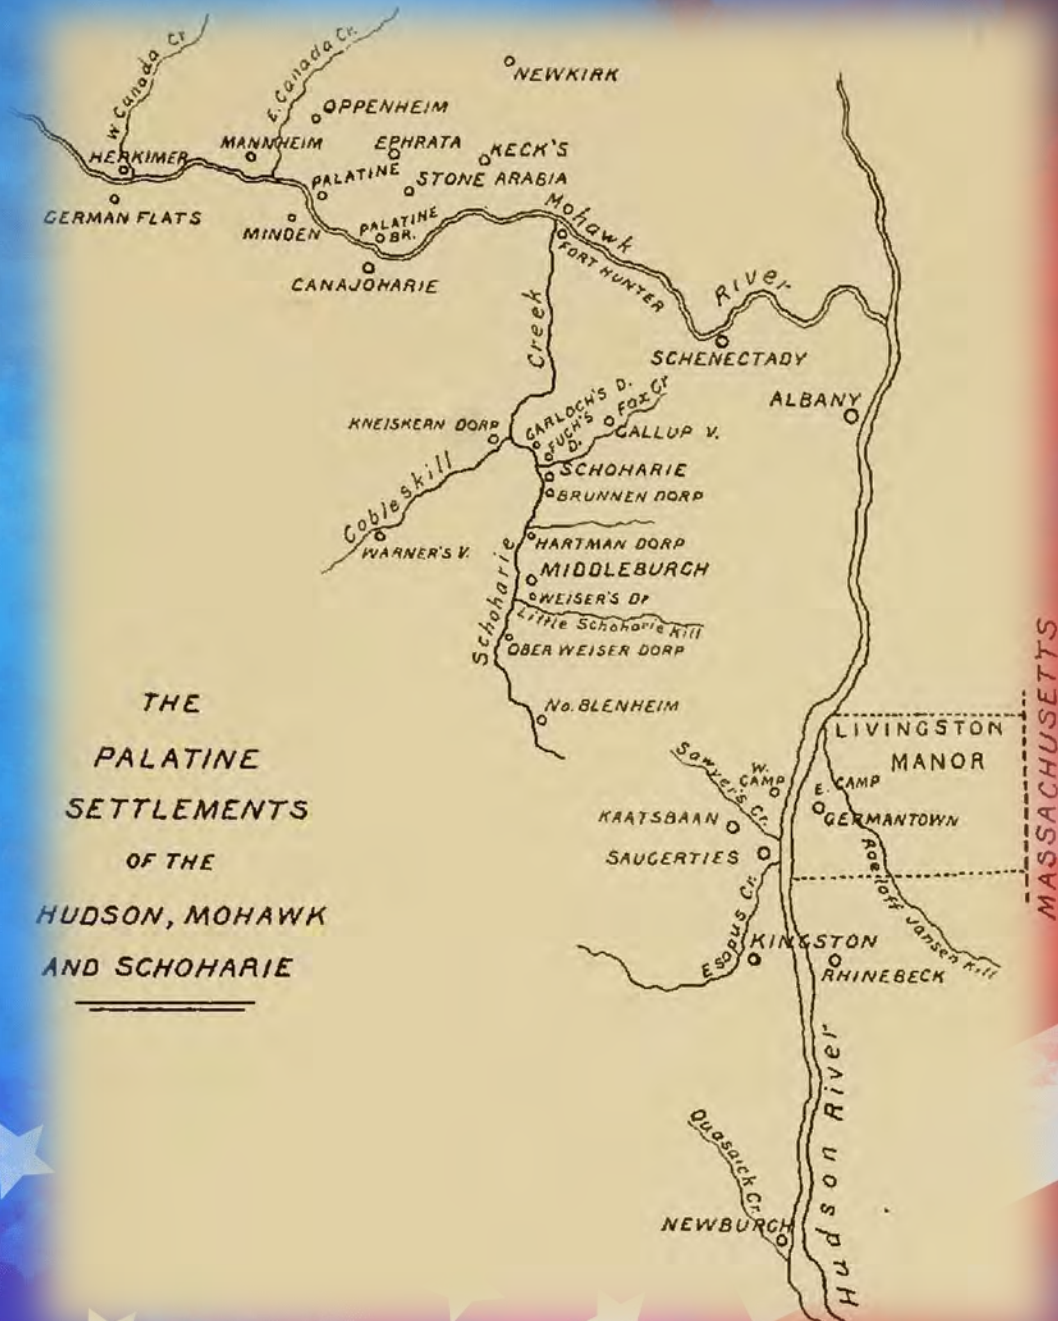 W Canada Cr
E. Canada Cr.
NEWKIRK
OPPENHEIM
HERKIMER
MANNHEIM
EPHRATA
KECK'S
PALATINE
STONE ARABIA
GERMAN FLATS
MINDEN
PALATINE
BR.
CANAJOHARIE
Mohawk
River
FORT HUNTER
SCHENECTADY
ALBANY
Creek
KNEISKERN DORP
GARLOCH'S D.
FUCH'S
D.
Fox Cr
GALLUP V.
SCHOHARIE
BRUNNEN DORP
Cobleskill
WARNER'S V.
HARTMAN DORP
MIDDLEBURGH
WEISER'S Dp
Schoharie
Little Schoharie Kill
OBER WEISER DORP
No. BLENHEIM
THE
PALATINE
SETTLEMENTS
OF THE
HUDSON, MOHAWK
AND SCHOHARIE
LIVINGSTON
MANOR
MASSACHUSETTS
Sawyer's Cr.
W.
CAMP
E. CAMP
KAATSBAAN
GERMANTOWN
SAUGERTIES
Roeloff Jansen Kill
Esopus Cr.
KINGSTON
RHINEBECK
Hudson River
Quasaick Cr.
NEWBURGH